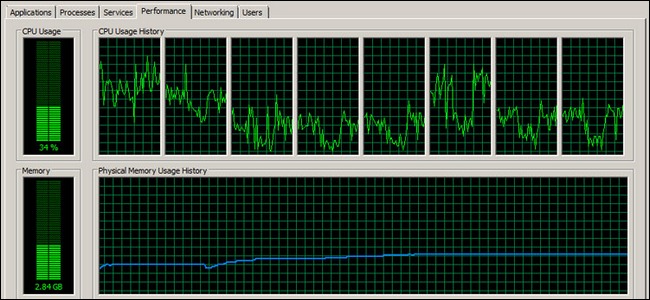 Applications Processes Services Performance Networking Users
CPU Usage CPU Usage History
34 %
Memory Physical Memory Usage History
2.84 GB